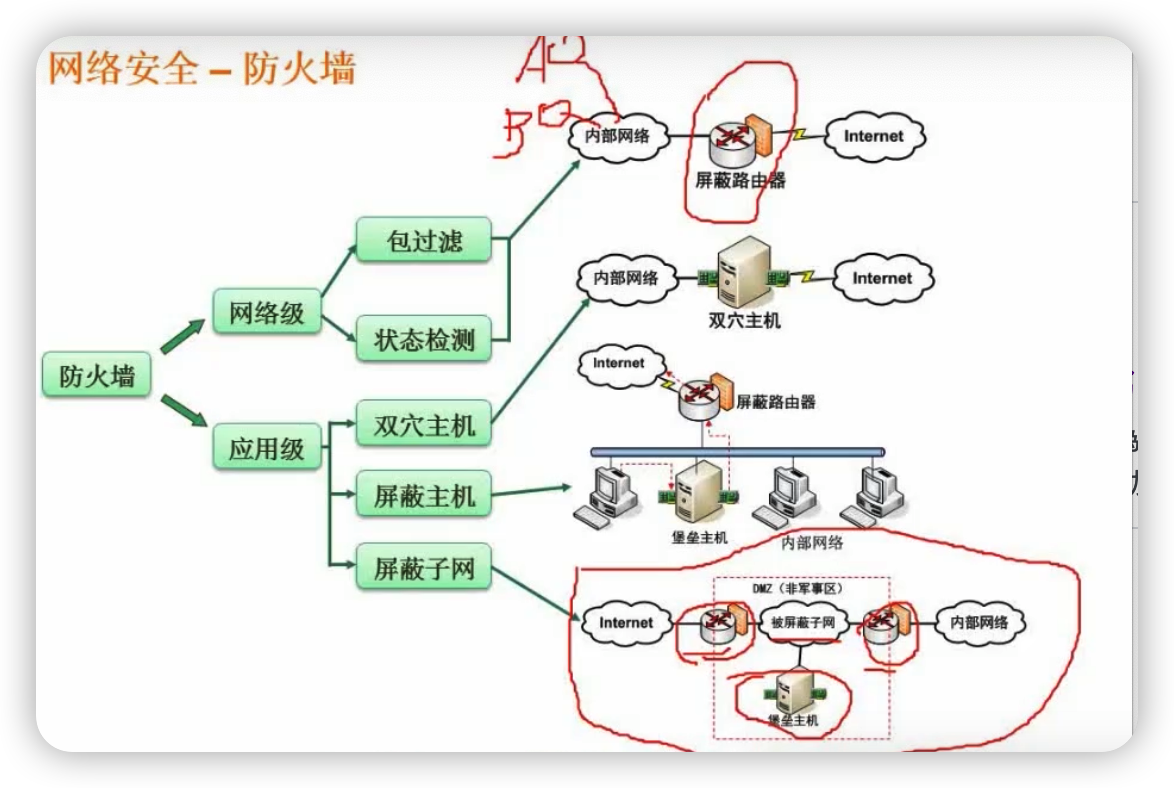 网络安全 – 防火墙
A
B
内部网络
Internet
屏蔽路由器
包过滤
内部网络
Internet
网络级
双穴主机
状态检测
Internet
防火墙
屏蔽路由器
双穴主机
应用级
屏蔽主机
堡垒主机
内部网络
屏蔽子网
DMZ（非军事区）
Internet
被屏蔽子网
内部网络
堡垒主机